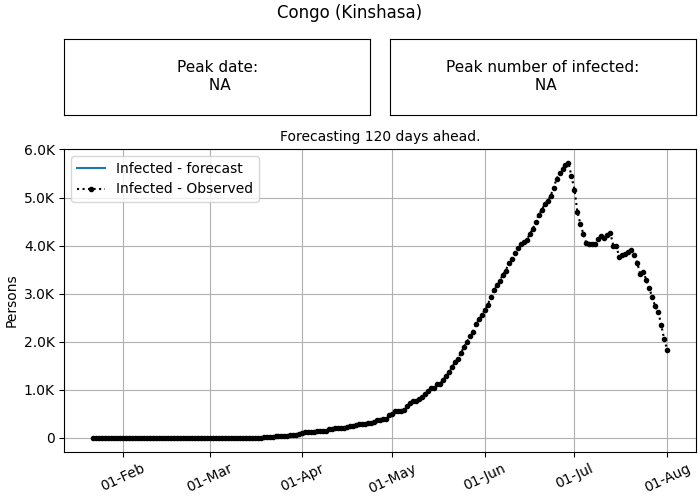 Congo (Kinshasa)
Peak date:
NA
Peak number of infected:
NA
Forecasting 120 days ahead.
Infected - forecast
Infected - Observed
Persons
6.0K
5.0K
4.0K
3.0K
2.0K
1.0K
0
01-Feb
01-Mar
01-Apr
01-May
01-Jun
01-Jul
01-Aug